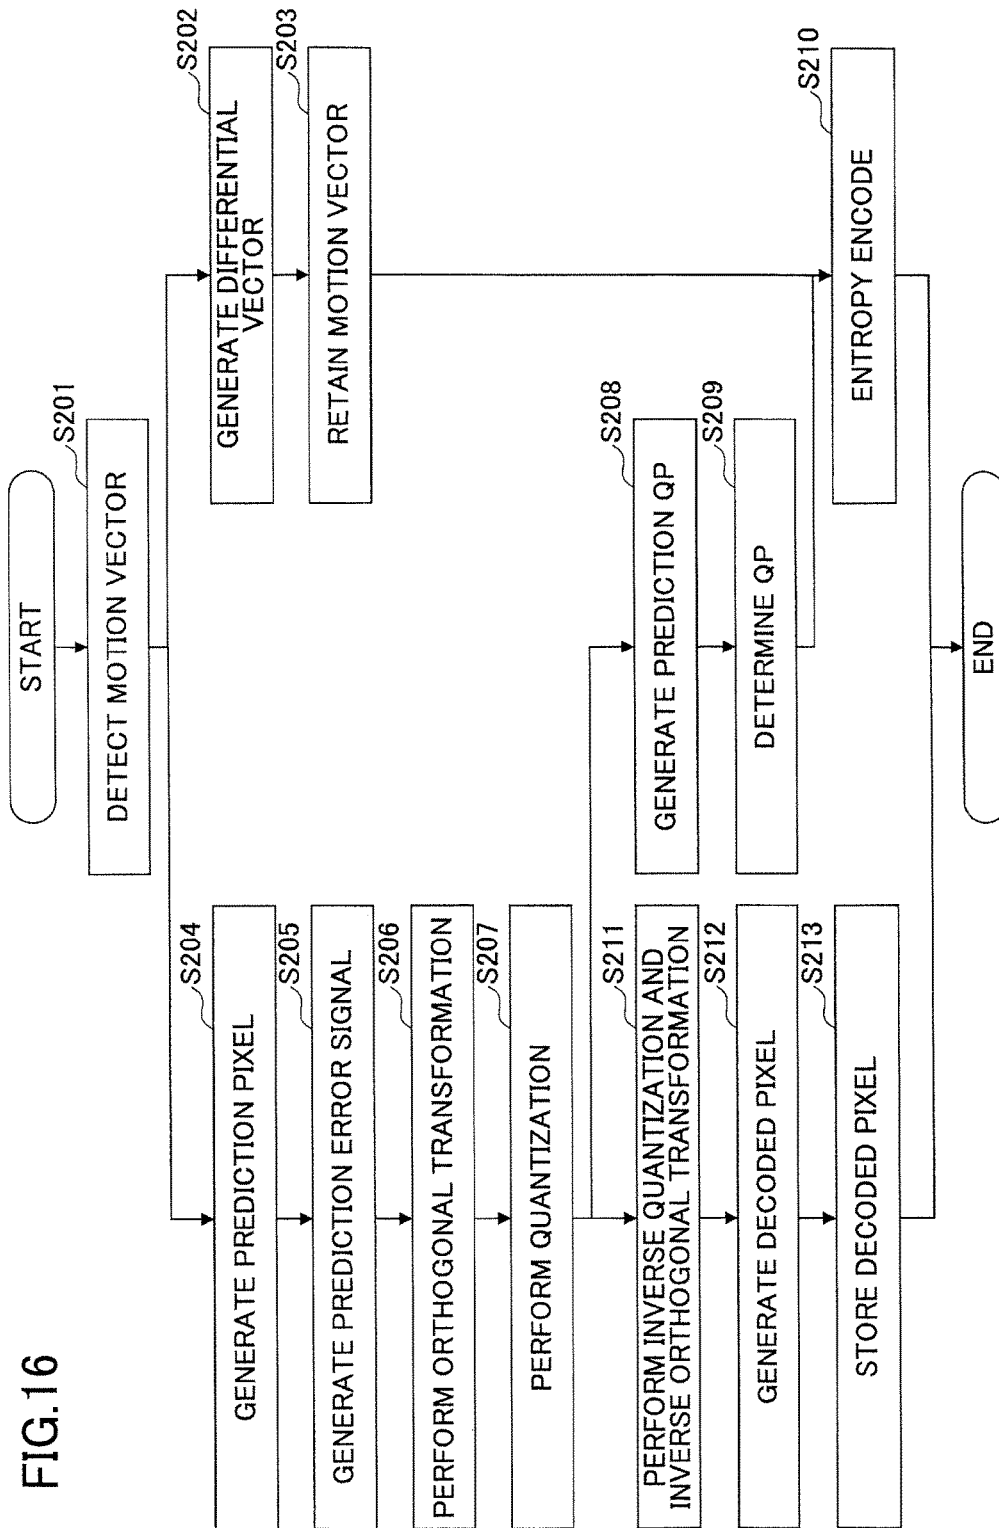 FIG.16
START
S201
DETECT MOTION VECTOR
S202
GENERATE DIFFERENTIAL
VECTOR
S203
RETAIN MOTION VECTOR
S204
GENERATE PREDICTION PIXEL
S205
GENERATE PREDICTION ERROR SIGNAL
S206
PERFORM ORTHOGONAL TRANSFORMATION
S207
PERFORM QUANTIZATION
S208
GENERATE PREDICTION QP
S209
DETERMINE QP
S210
ENTROPY ENCODE
S211
PERFORM INVERSE QUANTIZATION AND
INVERSE ORTHOGONAL TRANSFORMATION
S212
GENERATE DECODED PIXEL
S213
STORE DECODED PIXEL
END